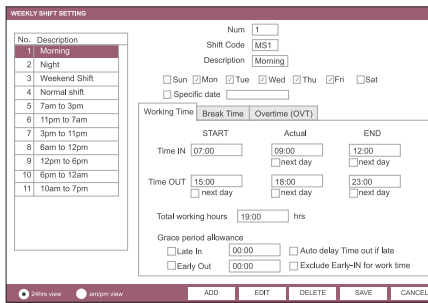 WEEKLY SHIFT SETTING
Num 1
Shift Code MS1
Description Morning
Sun Mon Tue Wed Thu Fri Sat
Specific date
No. Description
1 Morning
2 Night
3 Weekend Shift
4 Normal shift
5 7am to 3pm
6 11pm to 7am
7 3pm to 11pm
8 6am to 12pm
9 12pm to 6pm
10 6pm to 12am
11 10am to 7pm
Working Time Break Time Overtime (OVT)
START Actual END
Time IN 07:00 09:00 12:00
next day next day
Time OUT 15:00 18:00 23:00
next day next day next day
Total working hours 19:00 hrs
Grace period allowance
Late In 00:00 Auto delay Time out if late
Early Out 00:00 Exclude Early-IN for work time
24hrs view am/pm view ADD EDIT DELETE SAVE CANCEL